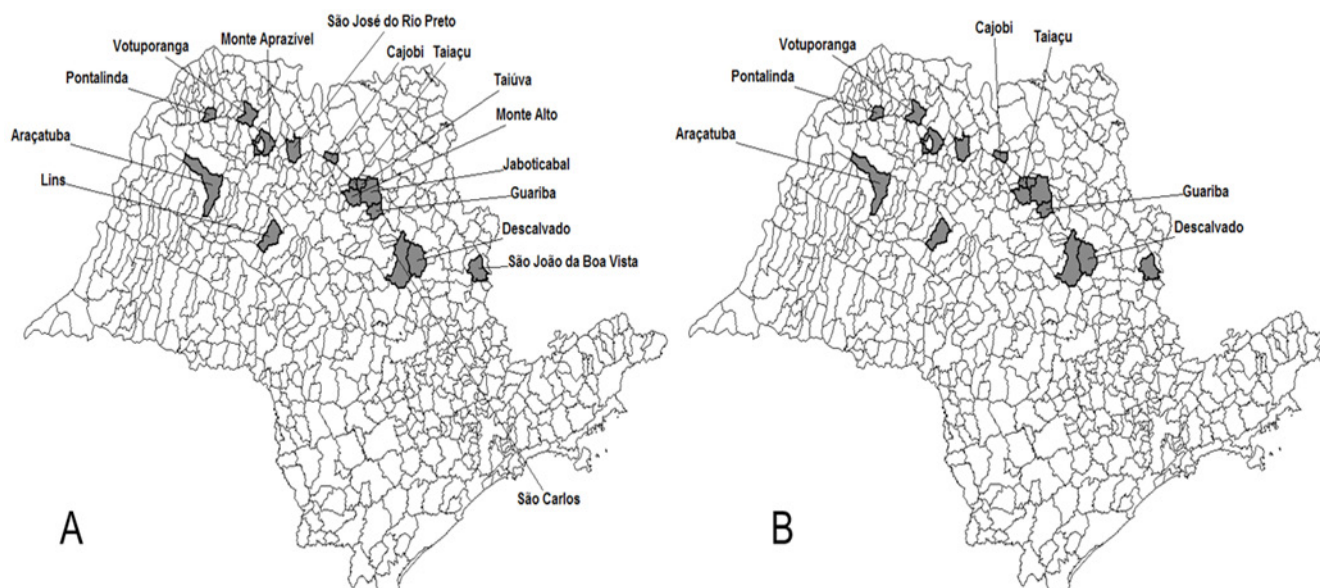 São José do Rio Preto
Monte Aprazível
Votuporanga
Cajobi
Taiaçu
Pontalinda
Taiúva
Monte Alto
Araçatuba
Jaboticabal
Lins
Guariba
Descalvado
São João da Boa Vista
São Carlos
A
Cajobi
Taiaçu
Votuporanga
Pontalinda
Araçatuba
Guariba
Descalvado
B